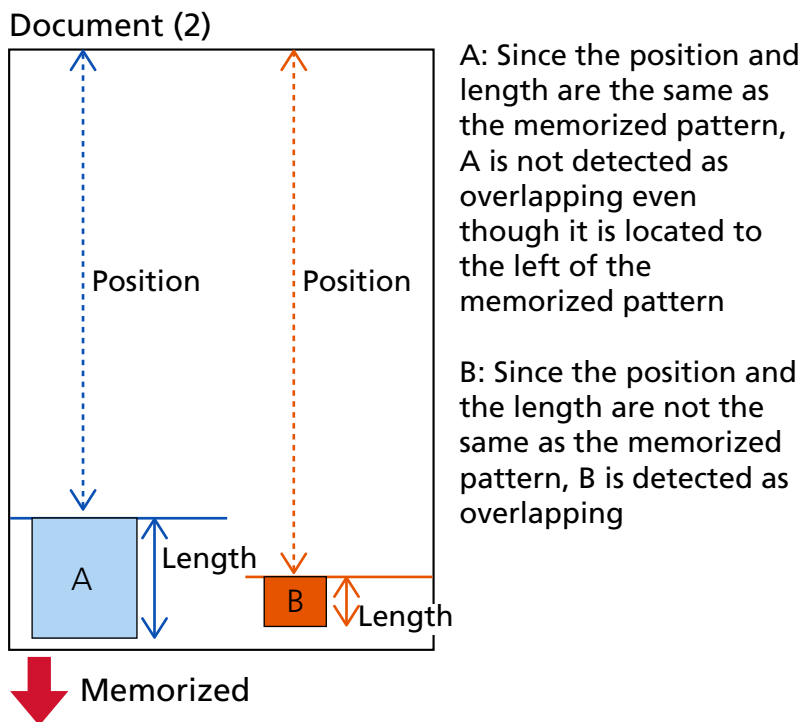 Document (2)
Position
Position
A
Length
B
Length
Memorized
A: Since the position and
length are the same as
the memorized pattern,
A is not detected as
overlapping even
though it is located to
the left of the
memorized pattern
B: Since the position and
the length are not the
same as the memorized
pattern, B is detected as
overlapping